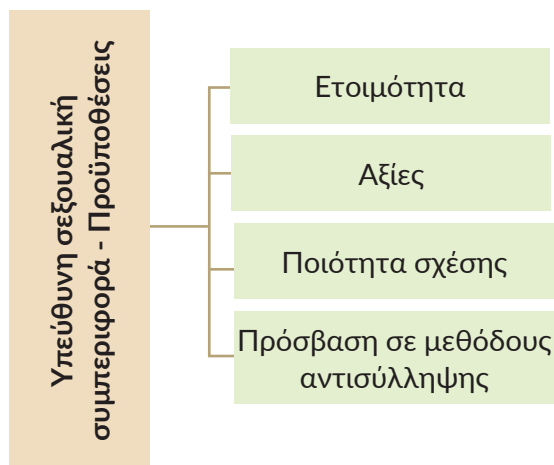 Υπεύθυνη σεξουαλική
συμπεριφορά - Προϋποθέσεις
Ετοιμότητα
Αξίες
Ποιότητα σχέσης
Πρόσβαση σε μεθόδους
αντισύλληψης